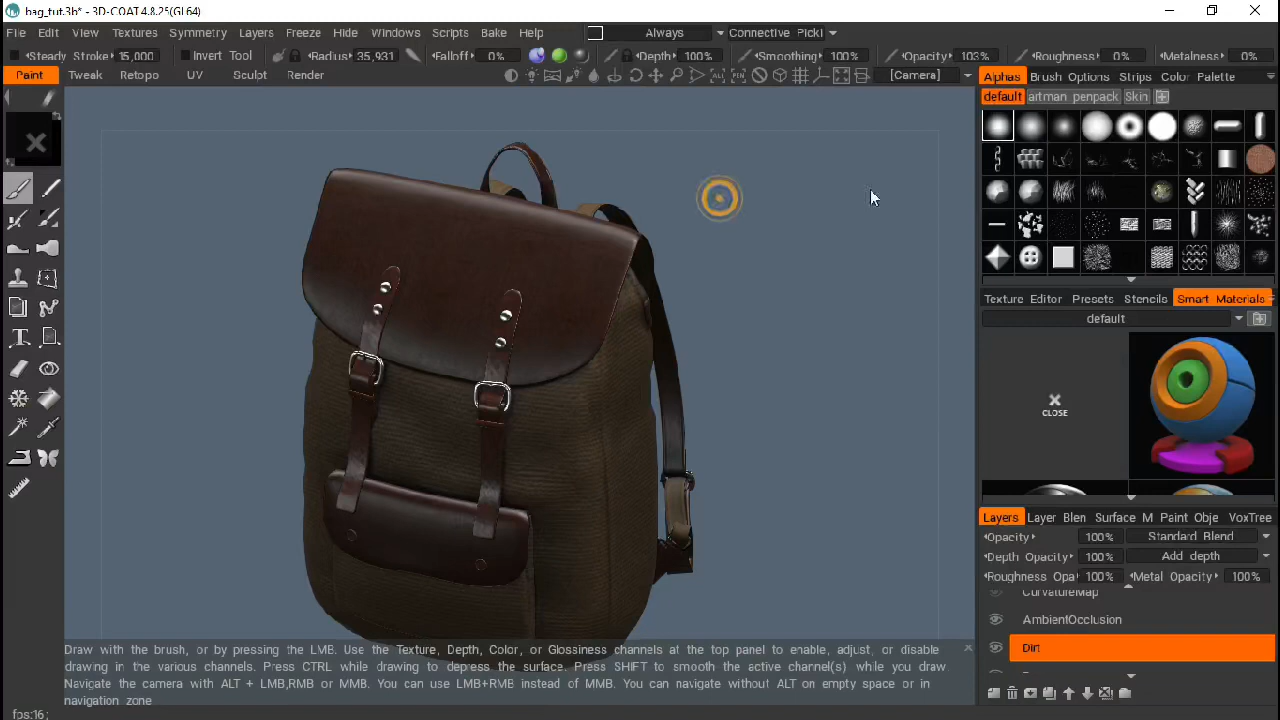 bag_tut.3b* - 3D-COAT 4.8.25(GL64)
File Edit View Textures Symmetry Layers Freeze Hide Windows Scripts Bake Help Always Connective Picki
Steady Stroke 15,000 Invert Tool Radius 35,931 Falloff 0% Depth 100% Smoothing 100% Opacity 103% Roughness 0% Metalness 0%
Paint Tweak Retopo UV Sculpt Render [Camera]
Alphas Brush Options Strips Color Palette
default artman penpack Skin
Texture Editor Presets Stencils Smart Materials
default
CLOSE
Layers Layer Blen Surface M Paint Obje VoxTree
Opacity 100% Standard Blend
Depth Opacity 100% Add depth
Roughness Opa 100% Metal Opacity 100%
CurvatureMap
AmbientOcclusion
Dirt
Draw with the brush, or by pressing the LMB. Use the Texture, Depth, Color, or Glossiness channels at the top panel to enable, adjust, or disable
drawing in the various channels. Press CTRL while drawing to depress the surface. Press SHIFT to smooth the active channel(s) while you draw.
Navigate the camera with ALT + LMB,RMB or MMB. You can use LMB+RMB instead of MMB. You can navigate without ALT on empty space or in
navigation zone
fps:16;